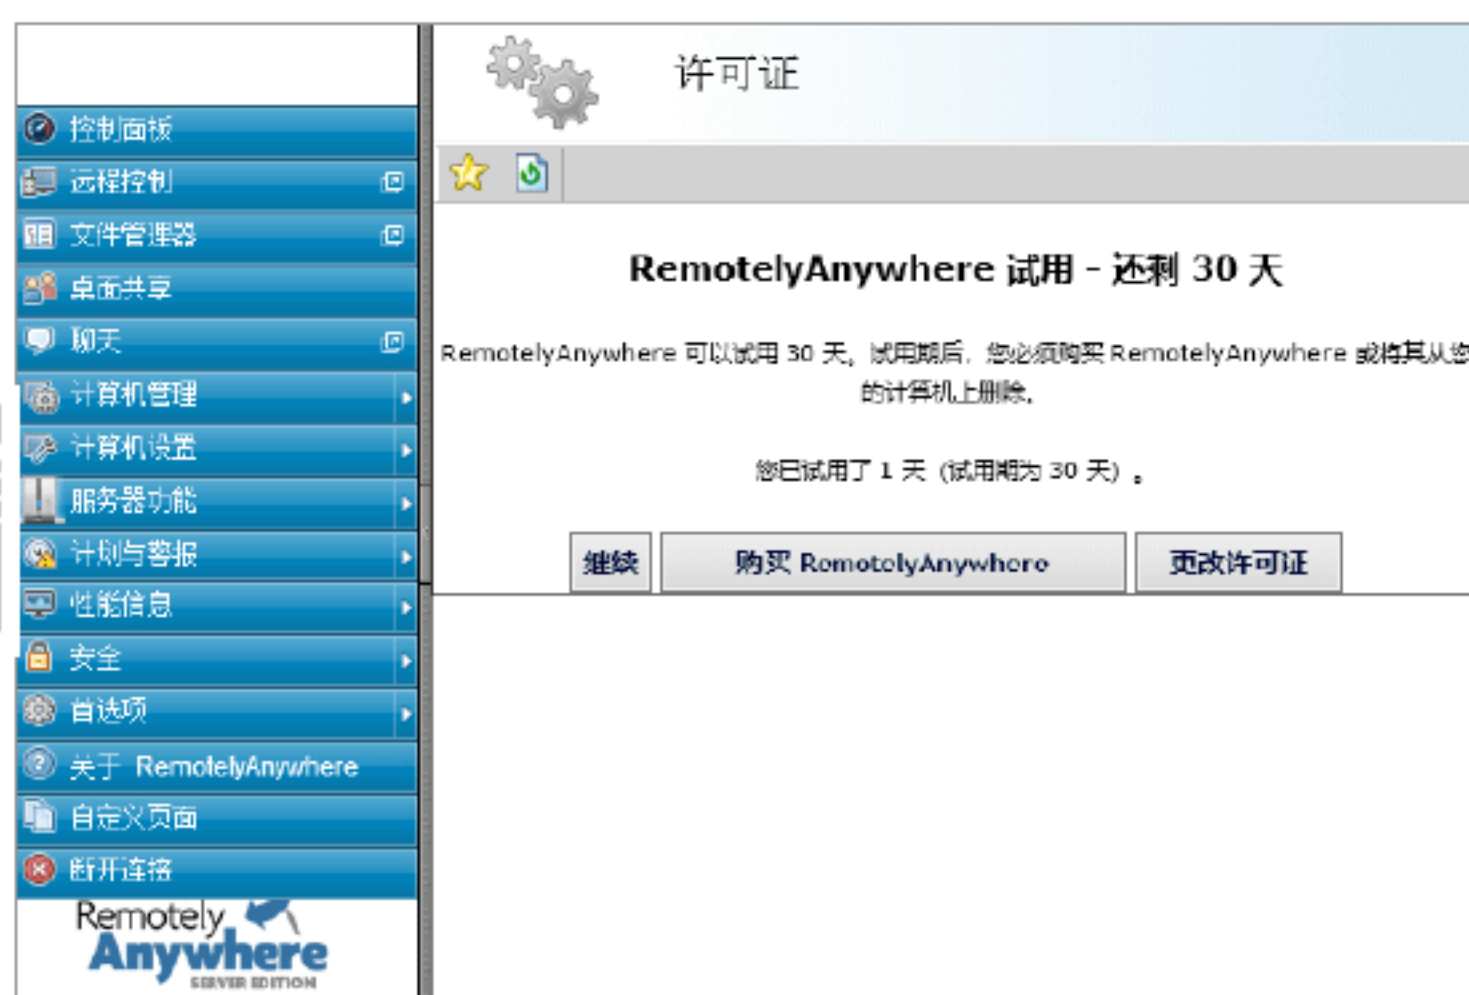 控制面板
远程控制
文件管理器
桌面共享
聊天
计算机管理
计算机设置
服务器功能
计划与警报
性能信息
安全
首选项
关于 RemotelyAnywhere
自定义页面
断开连接
Remotely
Anywhere
SERVER EDITION
许可证
RemotelyAnywhere 试用 - 还剩 30 天
RemotelyAnywhere 可以试用 30 天。试用期后，您必须购买 RemotelyAnywhere 或将其从您
的计算机上删除。
您已试用了 1 天 (试用期为 30 天) 。
继续
购买 RemotelyAnywhere
更改许可证